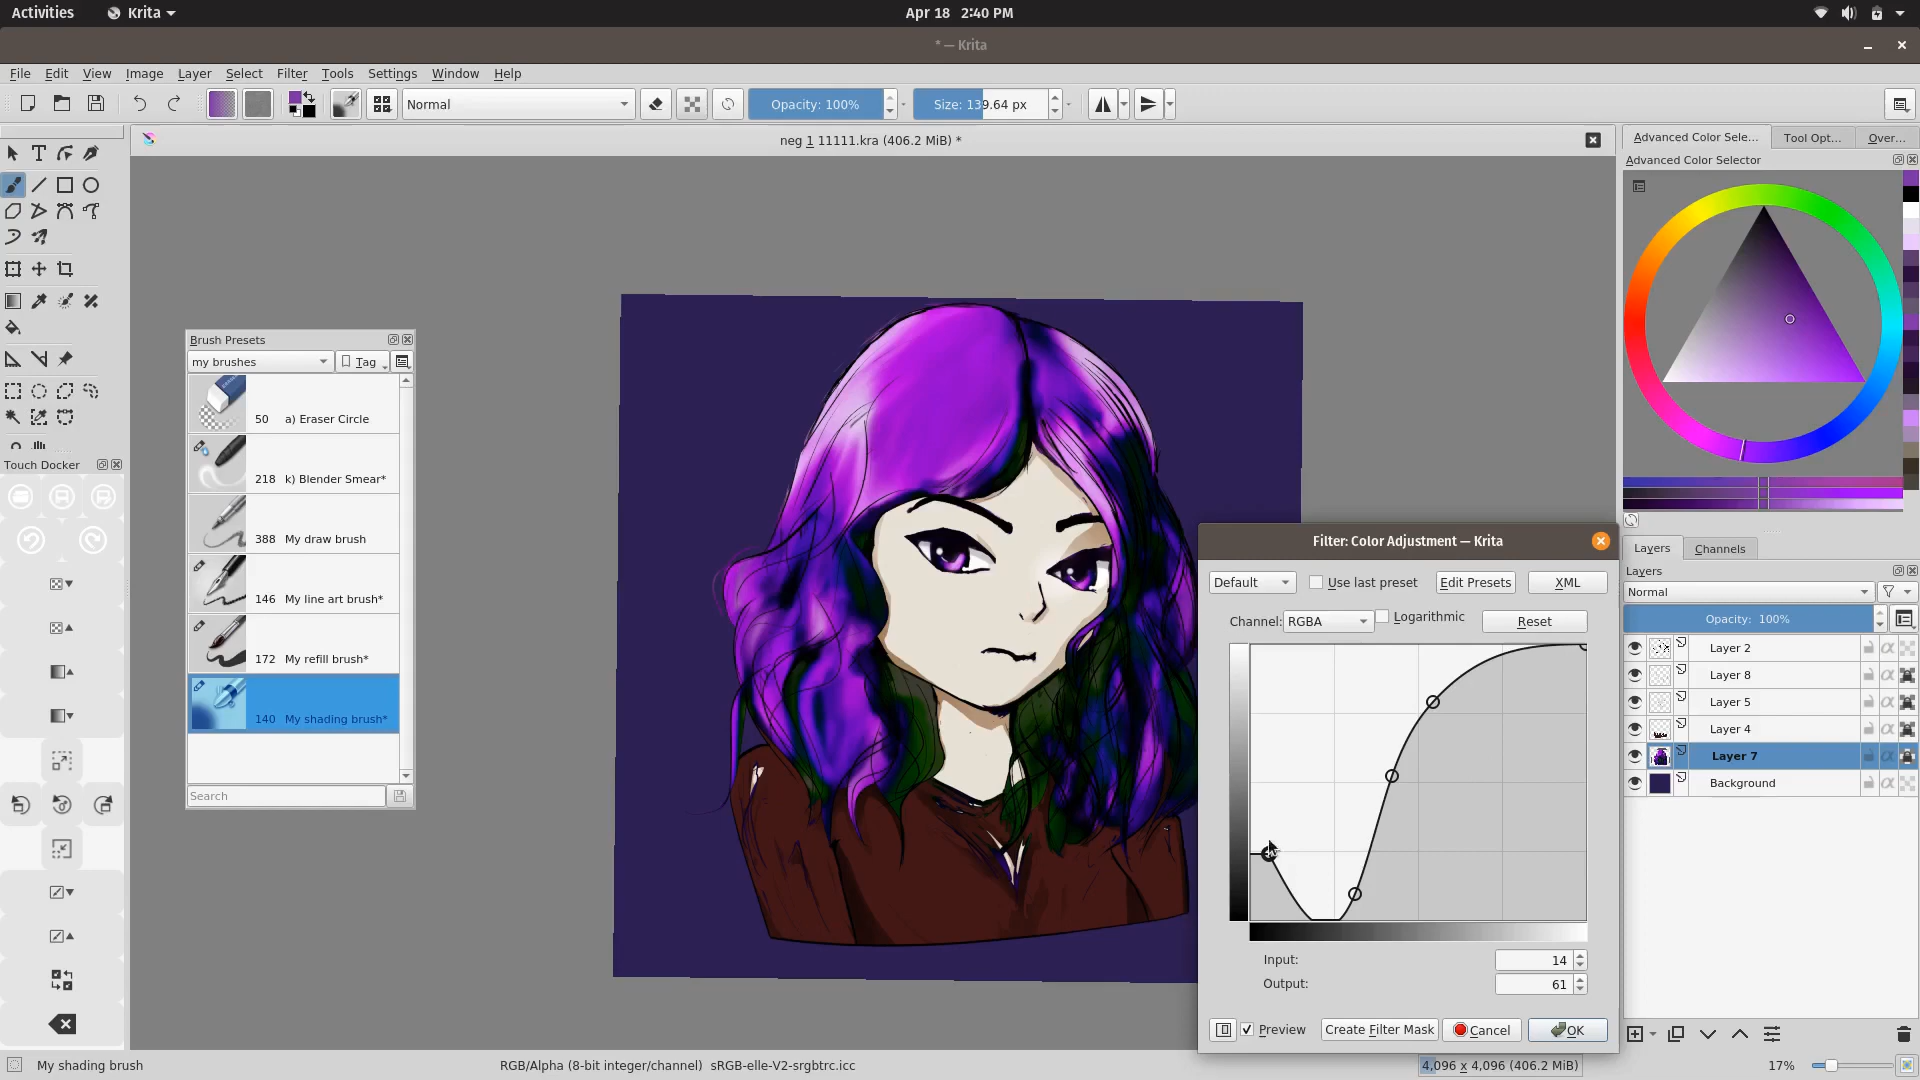 Activities Krita Apr 18 2:40 PM
* — Krita
File Edit View Image Layer Select Filter Tools Settings Window Help
Normal Opacity: 100% Size: 139.64 px
neg 1 11111.kra (406.2 MiB) *
Advanced Color Sele... Tool Opt... Over...
Advanced Color Selector
Brush Presets
my brushes Tag
50 a) Eraser Circle
218 k) Blender Smear*
388 My draw brush
146 My line art brush*
172 My refill brush*
140 My shading brush*
Search
Touch Docker
Filter: Color Adjustment — Krita
Default Use last preset Edit Presets XML
Channel: RGBA Logarithmic Reset
Input: 14
Output: 61
Preview Create Filter Mask Cancel OK
Layers Channels
Layers
Normal
Opacity: 100%
Layer 2
Layer 8
Layer 5
Layer 4
Layer 7
Background
My shading brush RGB/Alpha (8-bit integer/channel) sRGB-elle-V2-srgbtrc.icc 4,096 x 4,096 (406.2 MiB) 17%